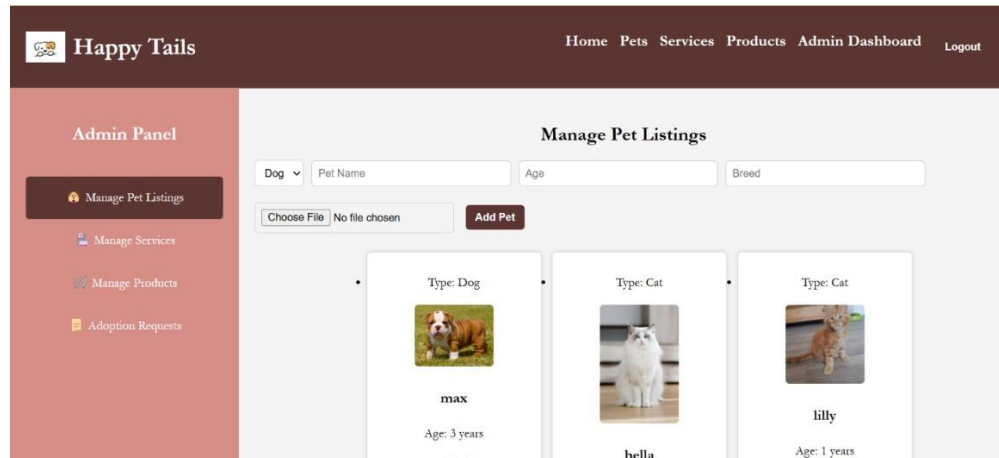 Happy Tails
Home Pets Services Products Admin Dashboard Logout
Admin Panel
Manage Pet Listings
Manage Services
Manage Products
Adoption Requests
Manage Pet Listings
Dog Pet Name Age Breed
Choose File No file chosen Add Pet
Type: Dog
max
Age: 3 years
Type: Cat
bella
Type: Cat
lilly
Age: 1 years